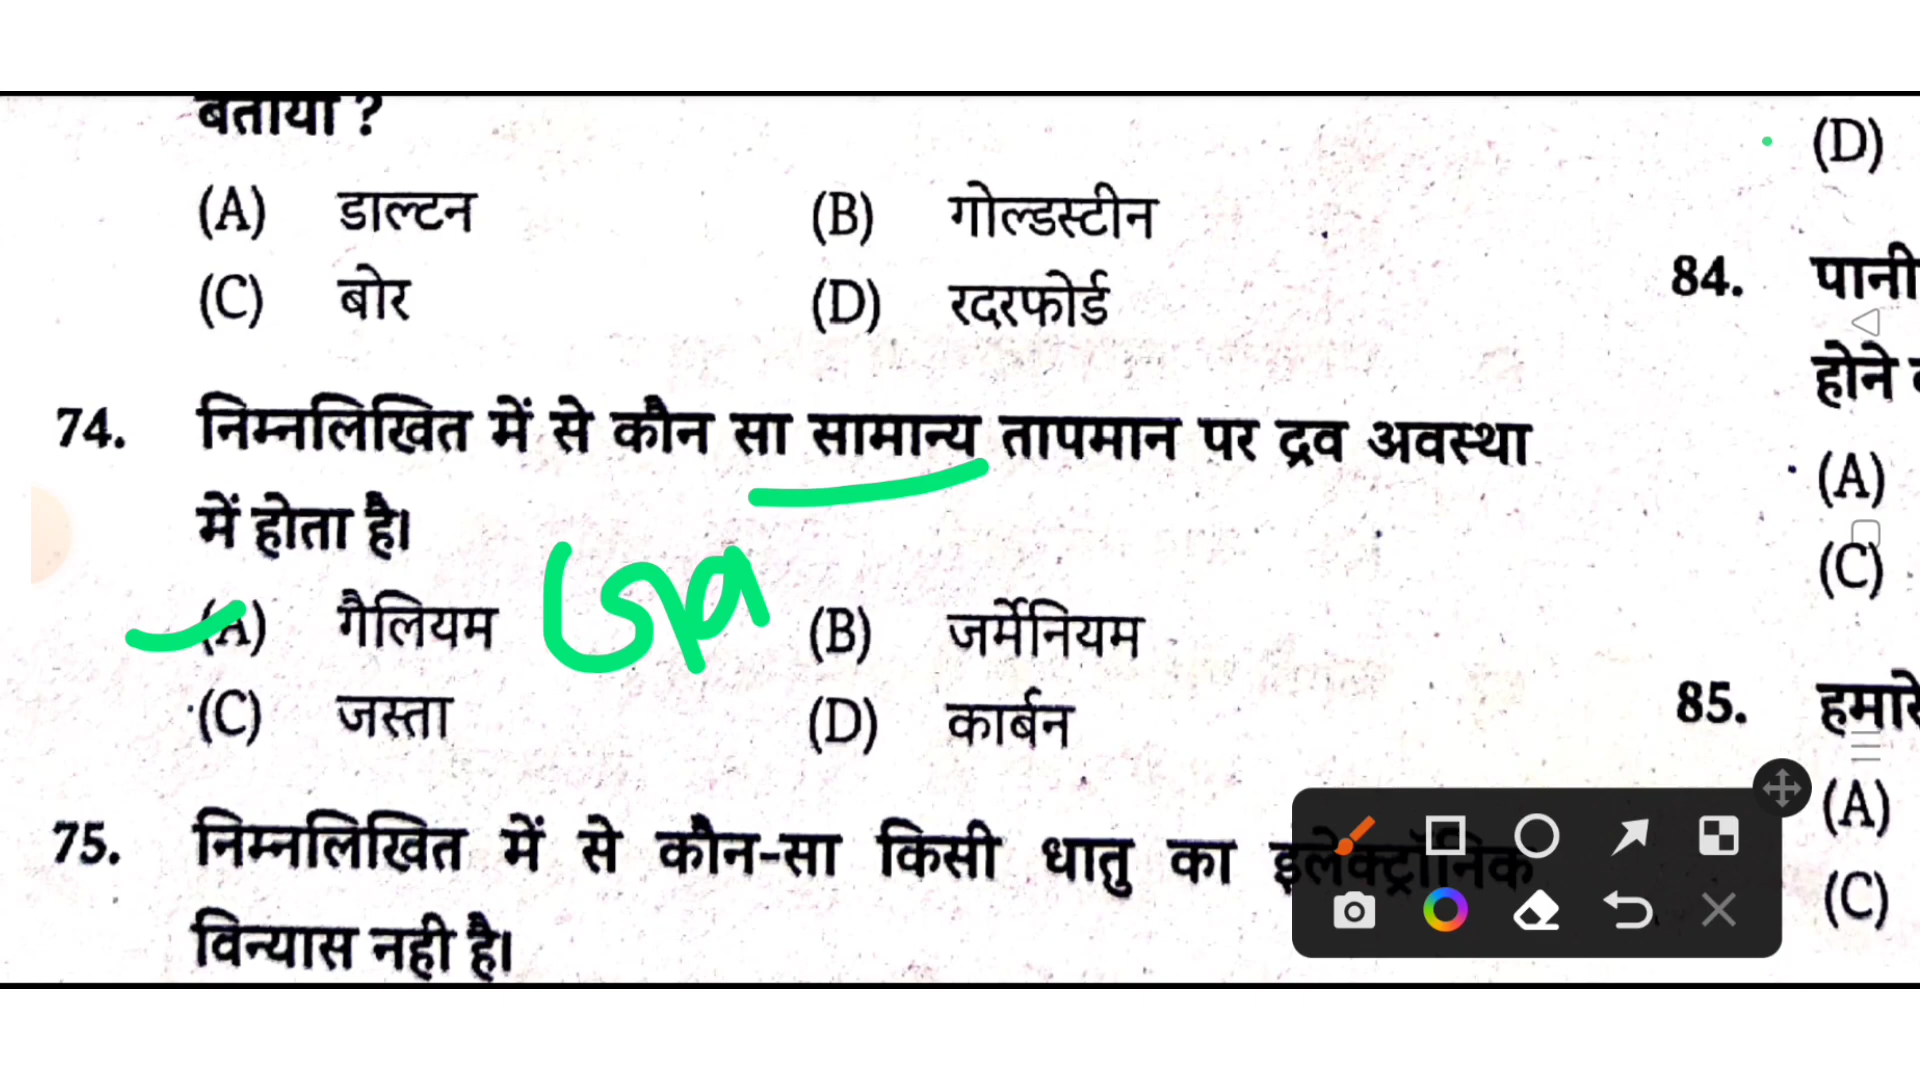 बताया ?
(A) डाल्टन (B) गोल्डस्टीन
(C) बोर (D) रदरफोर्ड
74. निम्नलिखित में से कौन सा सामान्य तापमान पर द्रव अवस्था
में होता है।
(A) गैलियम (B) जर्मेनियम
(C) जस्ता (D) कार्बन
75. निम्नलिखित में से कौन-सा किसी धातु का इलेक्ट्रॉनिक
विन्यास नही है।
(D)
84. पानी
होने
(A)
(C)
85. हमारे
(A)
(C)